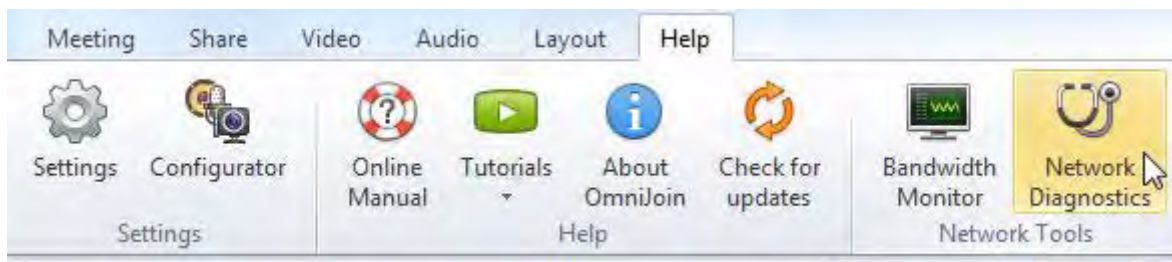 Meeting Share Video Audio Layout Help
Settings Configurator Online Tutorials About Check for Bandwidth Network
Manual OmniJoin updates Monitor Diagnostics
Settings Help Network Tools